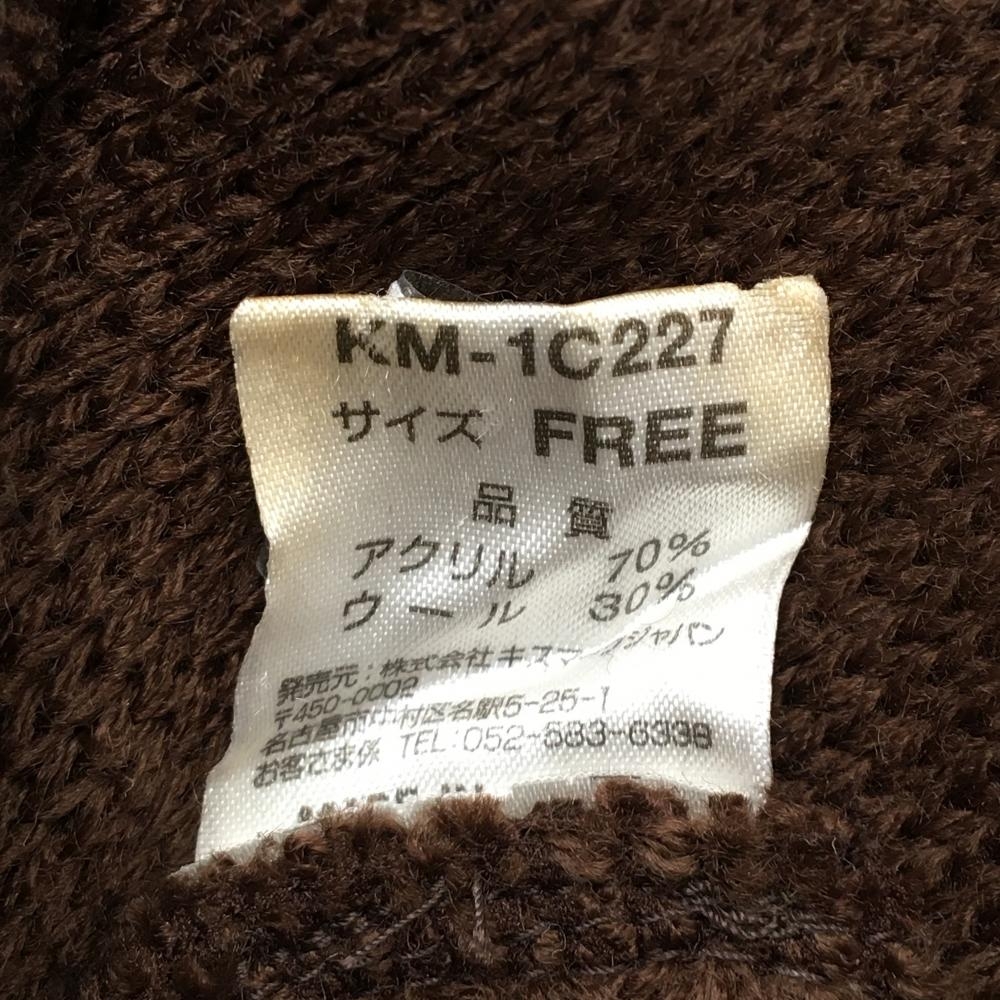 KM-1C227
サイズ FREE
品 質
アクリル 70%
ウール 30%
発売元:株式会社キスマークジャパン
〒450-0002
名古屋市中村区名駅5-25-1
お客さま係 TEL:052-583-6338